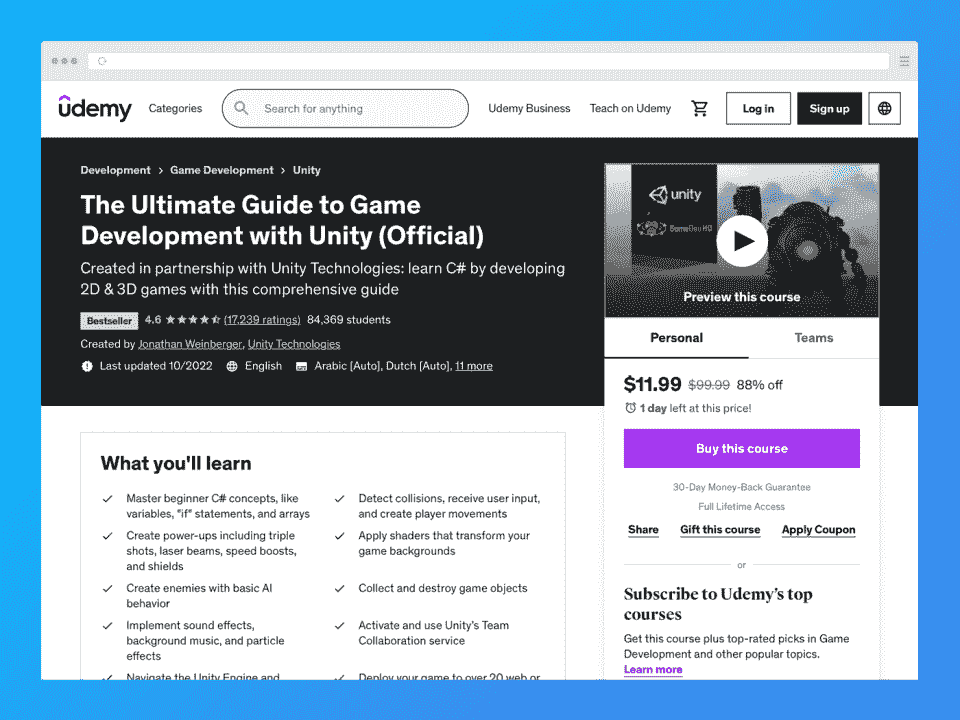 ûdemy
Categories
Search for anything
Udemy Business
Teach on Udemy
Log in
Sign up
Development > Game Development > Unity
The Ultimate Guide to Game
Development with Unity (Official)
Created in partnership with Unity Technologies: learn C# by developing
2D & 3D games with this comprehensive guide
Bestseller 4.6 (17,239 ratings) 84,369 students
Created by Jonathan Weinberger, Unity Technologies
Last updated 10/2022 English Arabic [Auto], Dutch [Auto], 11 more
unity
GameDevHQ
Preview this course
Personal
Teams
$11.99 $99.99 88% off
1 day left at this price!
Buy this course
30-Day Money-Back Guarantee
Full Lifetime Access
Share
Gift this course
Apply Coupon
or
Subscribe to Udemy's top
courses
Get this course plus top-rated picks in Game
Development and other popular topics.
Learn more
What you'll learn
Master beginner C# concepts, like
variables, "if" statements, and arrays
Create power-ups including triple
shots, laser beams, speed boosts,
and shields
Create enemies with basic AI
behavior
Implement sound effects,
background music, and particle
effects
Navigate the Unity Engine and
Detect collisions, receive user input,
and create player movements
Apply shaders that transform your
game backgrounds
Collect and destroy game objects
Activate and use Unity's Team
Collaboration service
Deploy your game to over 20 web or